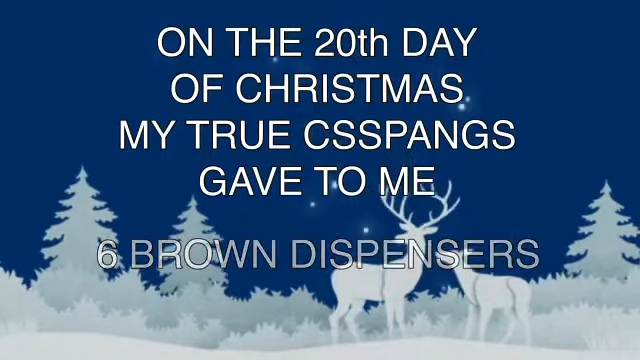 ON THE 20th DAY
OF CHRISTMAS
MY TRUE CSSPANGS
GAVE TO ME
6 BROWN DISPENSERS